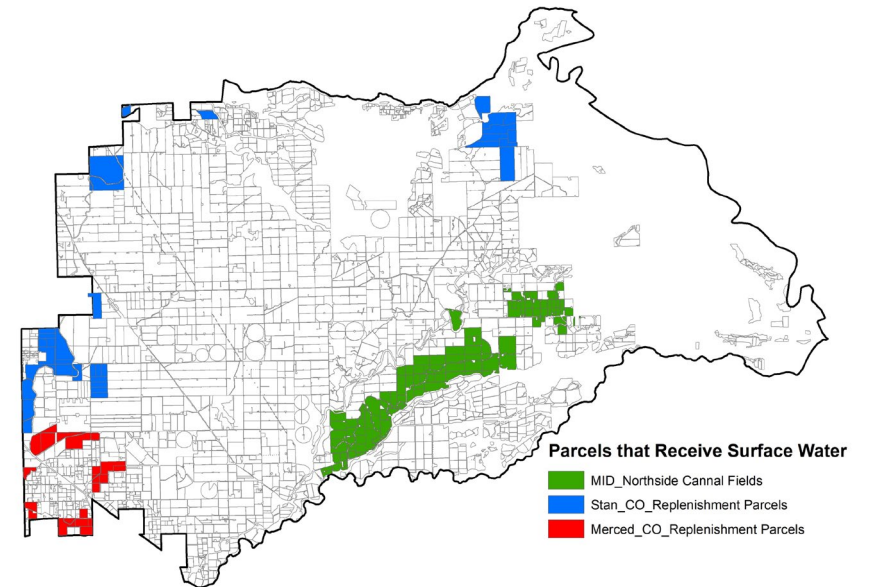 Parcels that Receive Surface Water
MID_Northside Cannal Fields
Stan_CO_Replenishment Parcels
Merced_CO_Replenishment Parcels